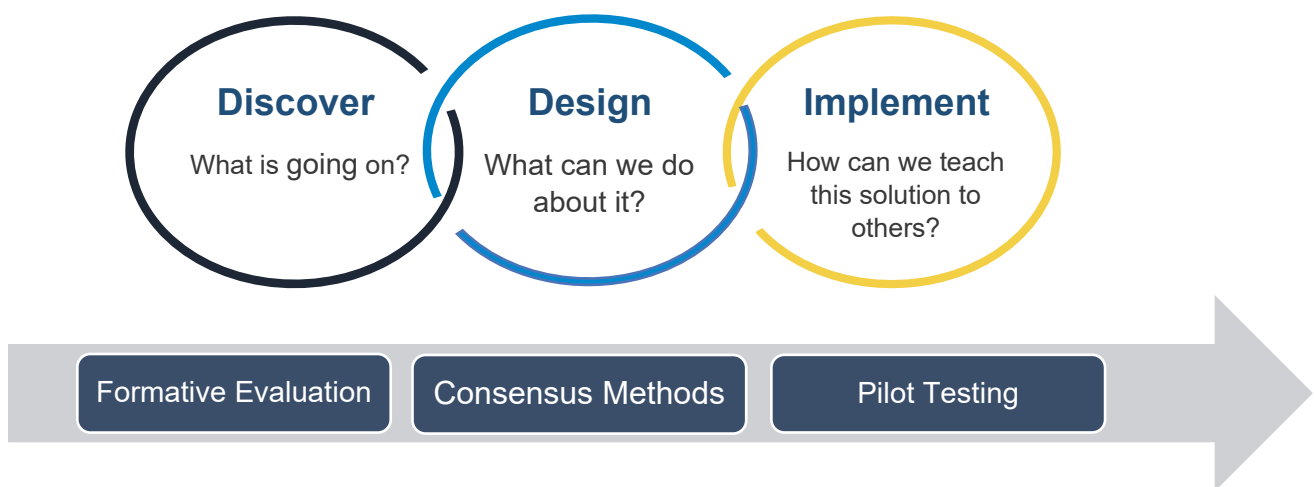 Discover
What is going on?
Design
What can we do
about it?
Implement
How can we teach
this solution to
others?
Formative Evaluation
Consensus Methods
Pilot Testing